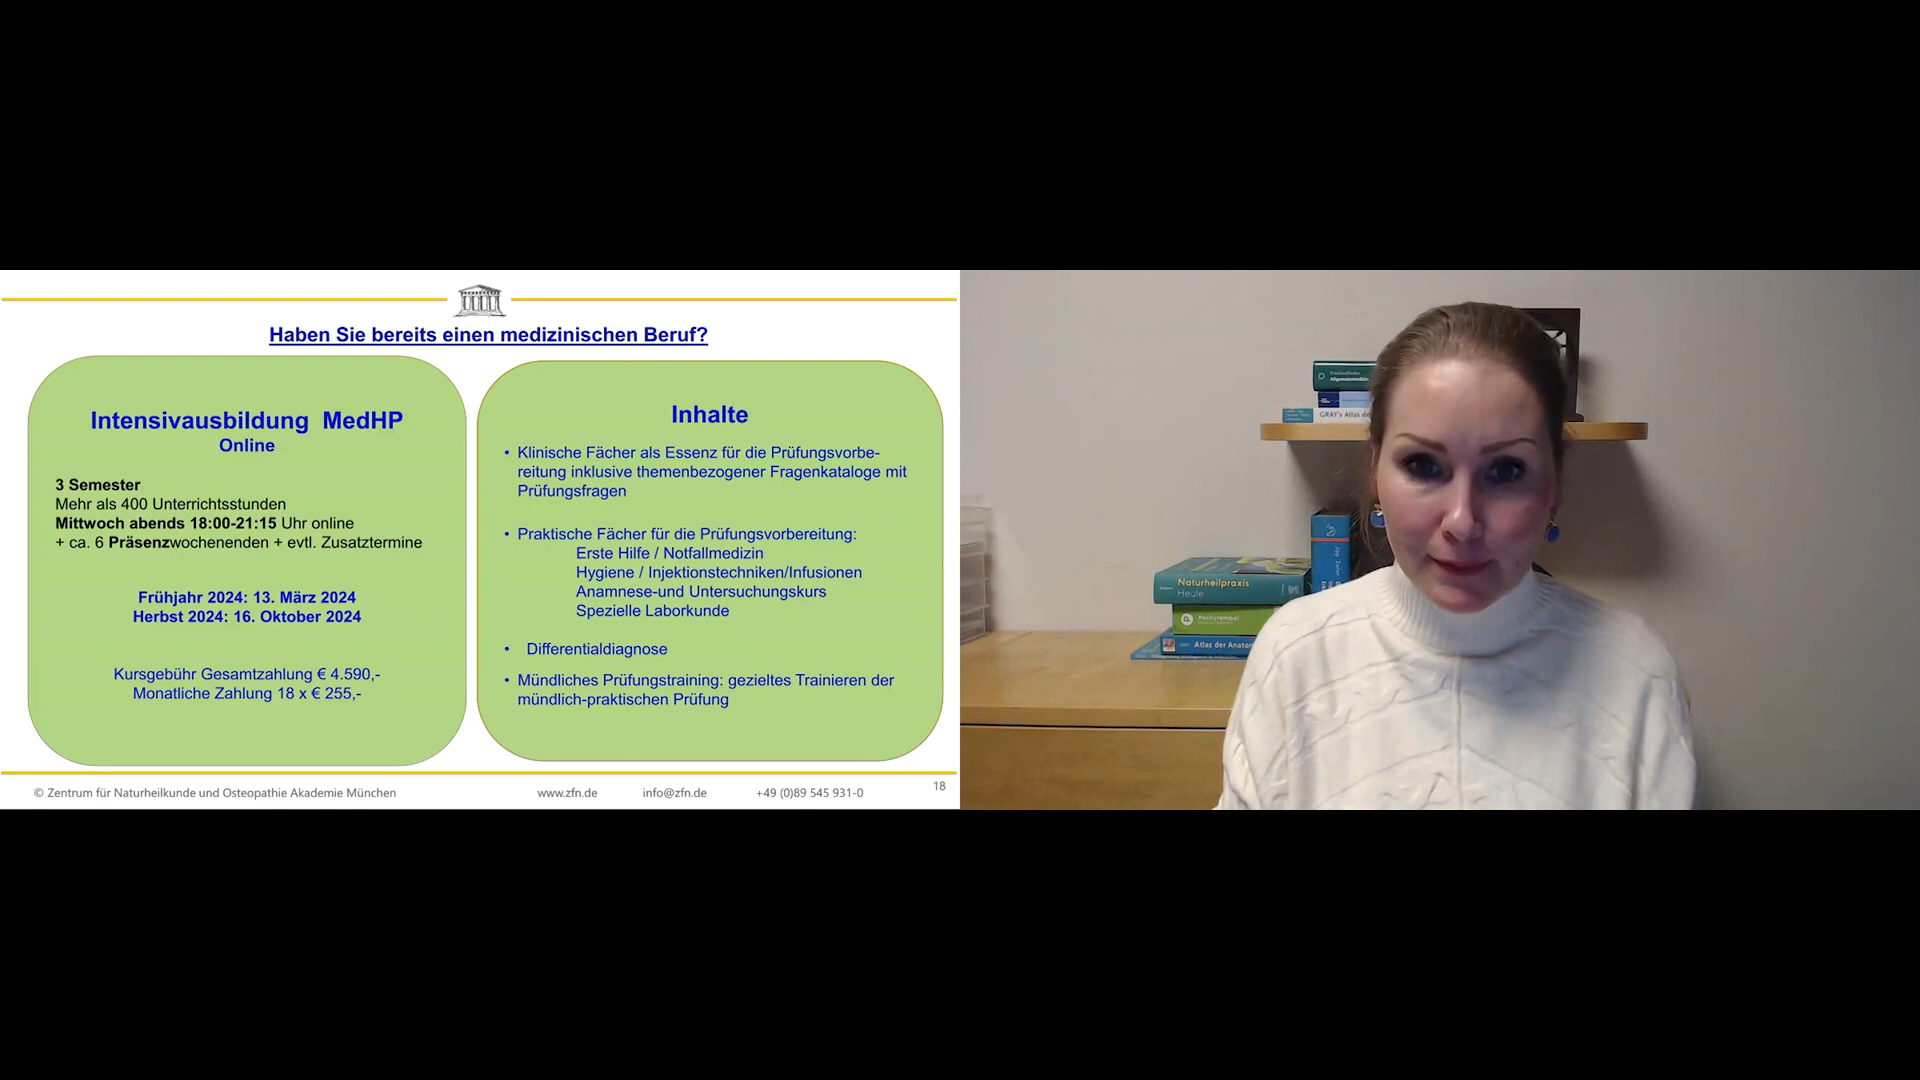 Haben Sie bereits einen medizinischen Beruf?
Intensivausbildung MedHP
Online
3 Semester
Mehr als 400 Unterrichtsstunden
Mittwoch abends 18:00-21:15 Uhr online
+ ca. 6 Präsenzwochenenden + evtl. Zusatztermine
Frühjahr 2024: 13. März 2024
Herbst 2024: 16. Oktober 2024
Kursgebühr Gesamtzahlung € 4.590,-
Monatliche Zahlung 18 x € 255,-
Inhalte
• Klinische Fächer als Essenz für die Prüfungsvorbe-
reitung inklusive themenbezogener Fragenkataloge mit
Prüfungsfragen
• Praktische Fächer für die Prüfungsvorbereitung:
Erste Hilfe / Notfallmedizin
Hygiene / Injektionstechniken/Infusionen
Anamnese-und Untersuchungskurs
Spezielle Laborkunde
• Differentialdiagnose
• Mündliches Prüfungstraining: gezieltes Trainieren der
mündlich-praktischen Prüfung
© Zentrum für Naturheilkunde und Osteopathie Akademie München
www.zfn.de
info@zfn.de
+49 (0)89 545 931-0
18
Allgemeinmedizin
GRAY's Atlas de
Naturheilpraxis
Heute
Pschyrembel
Atlas der Anator